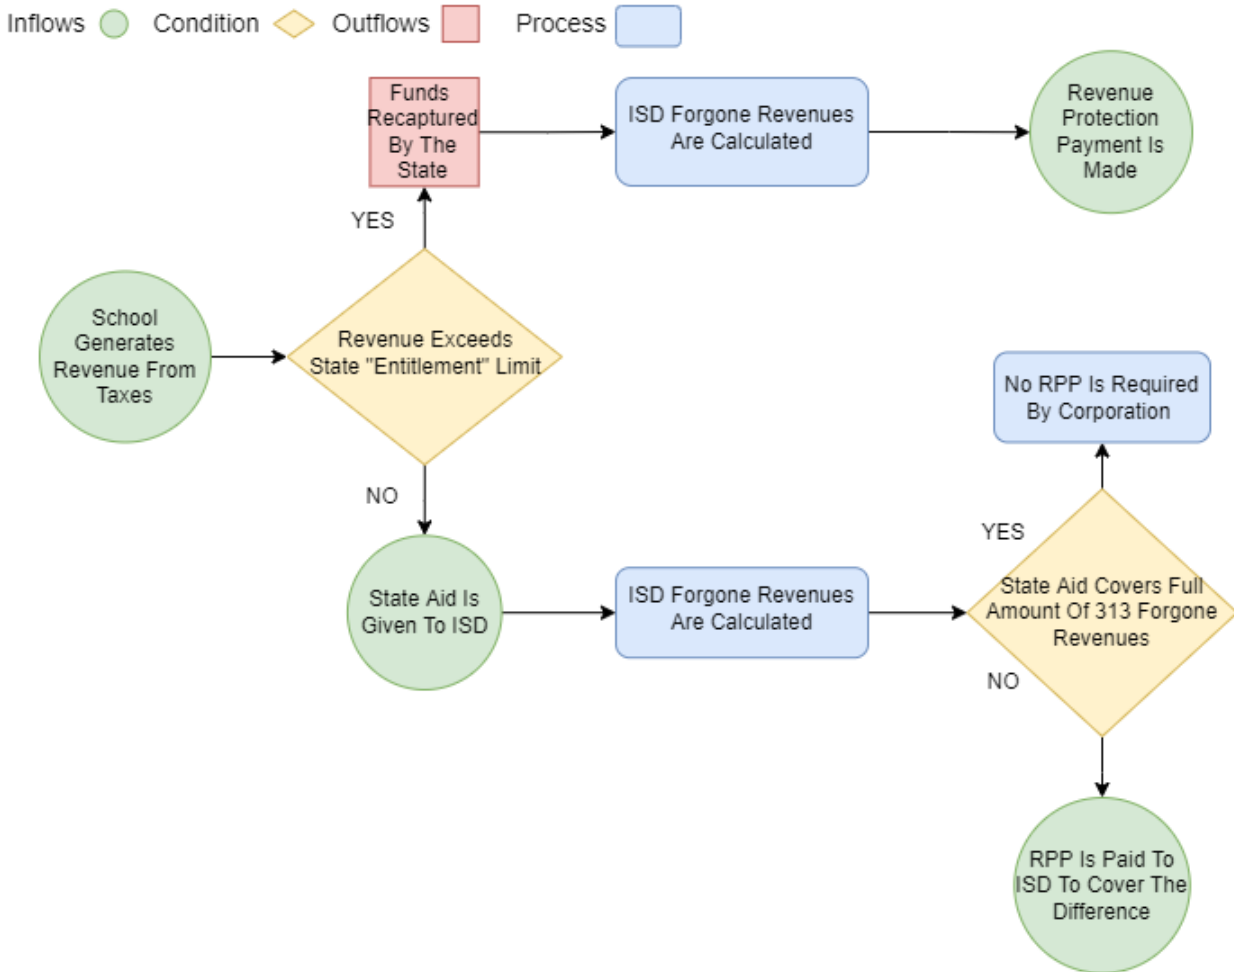 Inflows
Condition
Outflows
Process
Funds
Recaptured
By The
State
ISD Forgone Revenues
Are Calculated
Revenue
Protection
Payment Is
Made
YES
School
Generates
Revenue From
Taxes
Revenue Exceeds
State "Entitlement" Limit
NO
State Aid Is
Given To ISD
ISD Forgone Revenues
Are Calculated
No RPP Is Required
By Corporation
YES
State Aid Covers Full
Amount Of 313 Forgone
Revenues
NO
RPP Is Paid To
ISD To Cover The
Difference